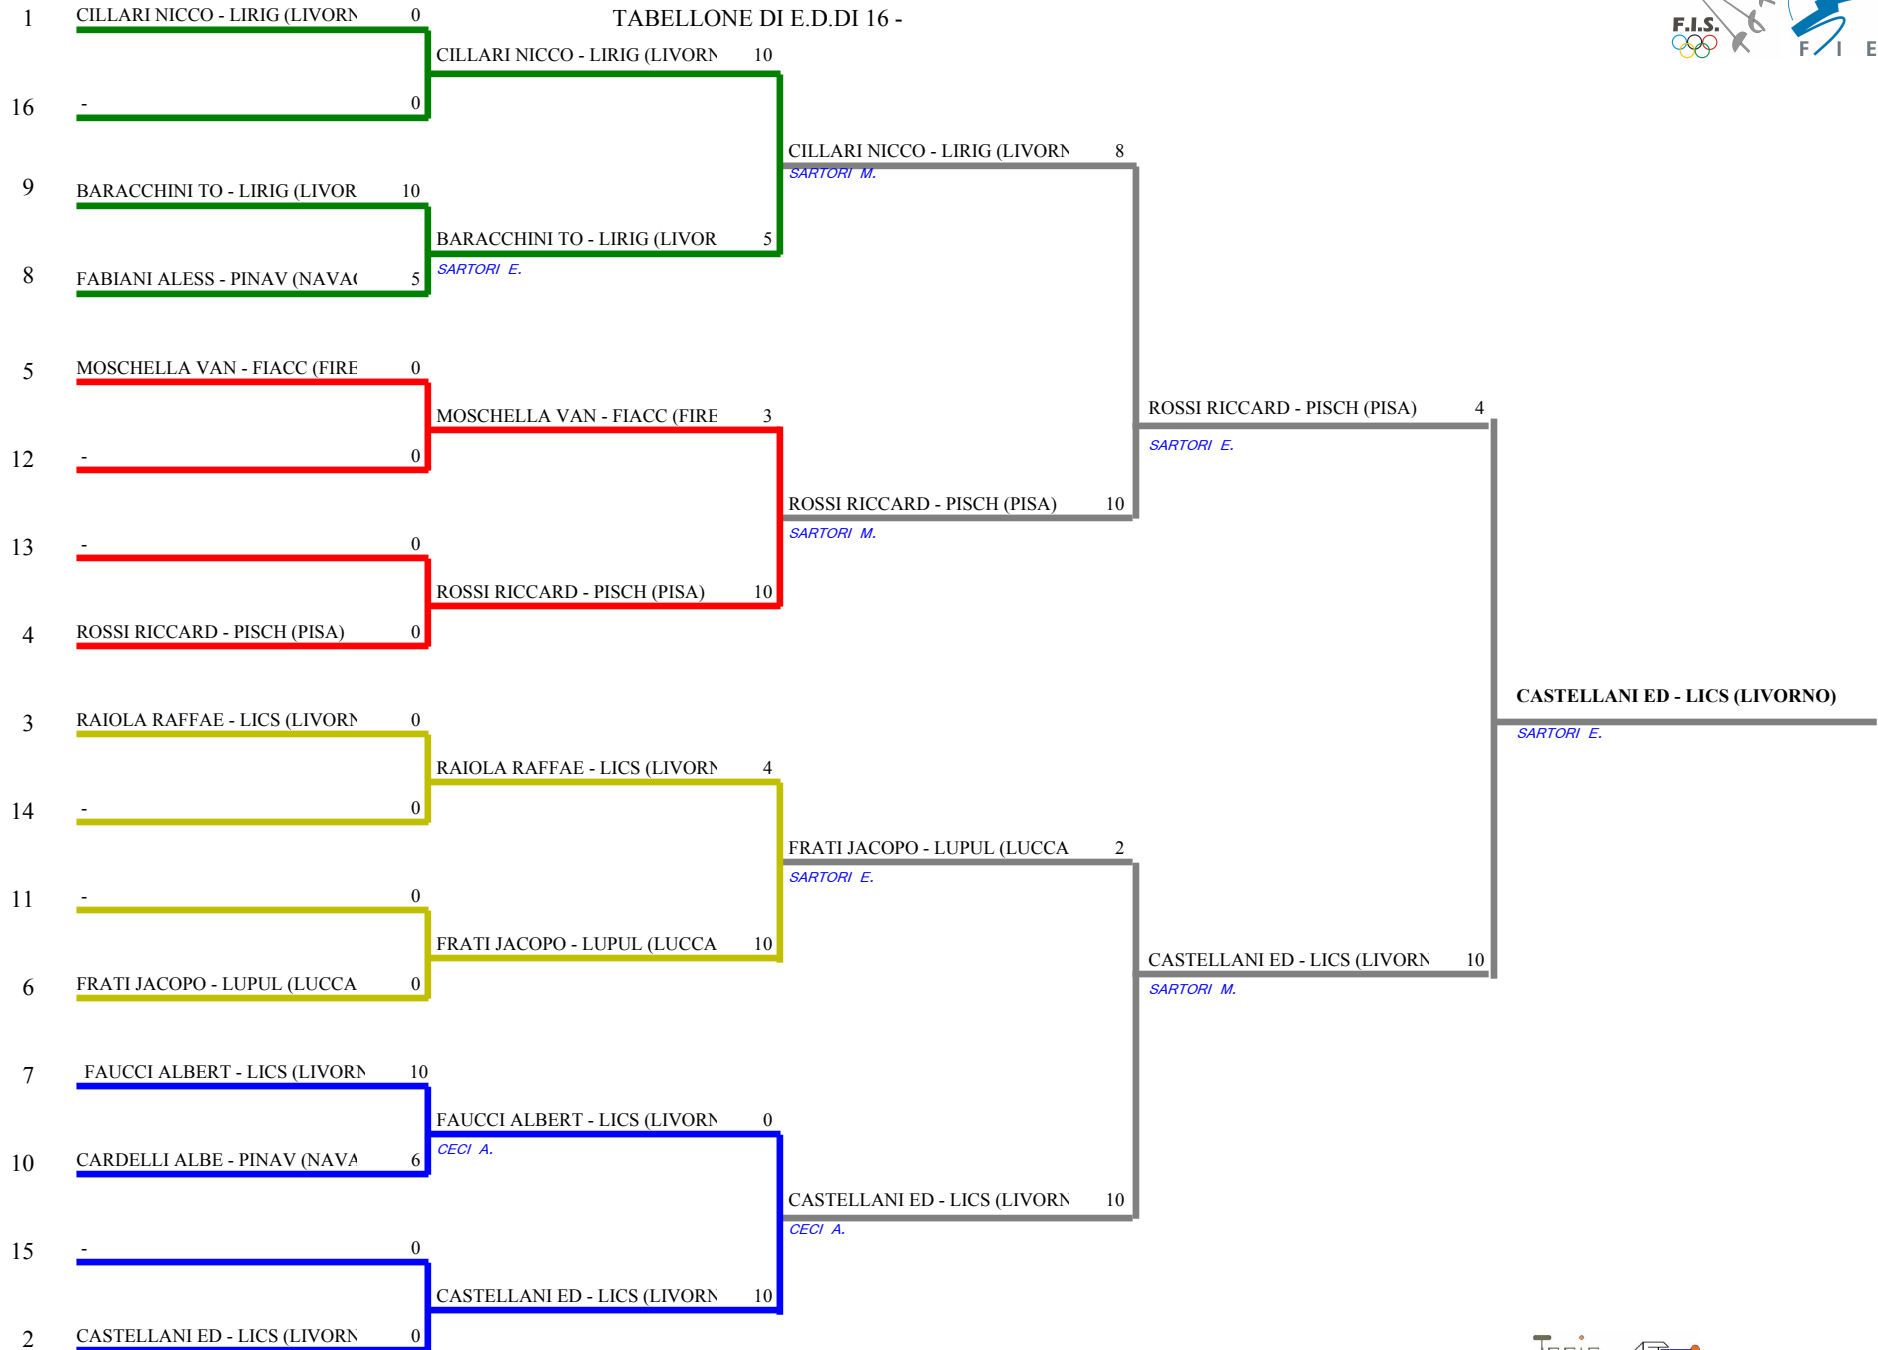 TABELLONE DI E.D.DI 16 -
F.I.S.
F I E
1 CILLARI NICCO - LIRIG (LIVORN 0
CILLARI NICCO - LIRIG (LIVORN 10
16 - 0
CILLARI NICCO - LIRIG (LIVORN 8
SARTORI M.
9 BARACCHINI TO - LIRIG (LIVOR 10
BARACCHINI TO - LIRIG (LIVOR 5
SARTORI E.
8 FABIANI ALESS - PINAV (NAVA 5
5 MOSCHELLA VAN - FIACC (FIRE 0
MOSCHELLA VAN - FIACC (FIRE 3
ROSSI RICCARD - PISCH (PISA) 4
SARTORI E.
12 - 0
ROSSI RICCARD - PISCH (PISA) 10
SARTORI M.
13 - 0
ROSSI RICCARD - PISCH (PISA) 10
4 ROSSI RICCARD - PISCH (PISA) 0
CASTELLANI ED - LICS (LIVORNO)
SARTORI E.
3 RAIOLA RAFFAE - LICS (LIVORN 0
RAIOLA RAFFAE - LICS (LIVORN 4
14 - 0
FRATI JACOPO - LUPUL (LUCCA 2
SARTORI E.
11 - 0
FRATI JACOPO - LUPUL (LUCCA 10
CASTELLANI ED - LICS (LIVORN 10
SARTORI M.
6 FRATI JACOPO - LUPUL (LUCCA 0
7 FAUCCI ALBERT - LICS (LIVORN 10
FAUCCI ALBERT - LICS (LIVORN 0
CECI A.
10 CARDELLI ALBE - PINAV (NAVA 6
CASTELLANI ED - LICS (LIVORN 10
CECI A.
15 - 0
CASTELLANI ED - LICS (LIVORN 10
2 CASTELLANI ED - LICS (LIVORN 0